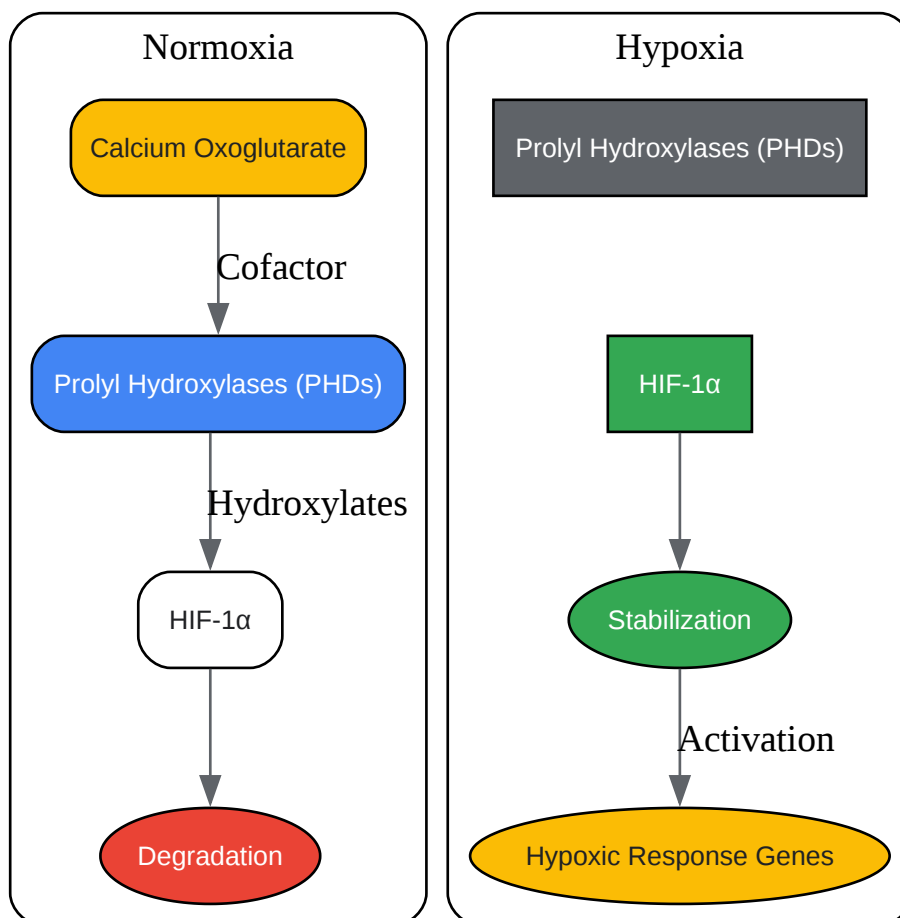 Normoxia
Calcium Oxoglutarate
Cofactor
Prolyl Hydroxylases (PHDs)
Hydroxylates
HIF-1α
Degradation
Hypoxia
Prolyl Hydroxylases (PHDs)
HIF-1α
Stabilization
Activation
Hypoxic Response Genes